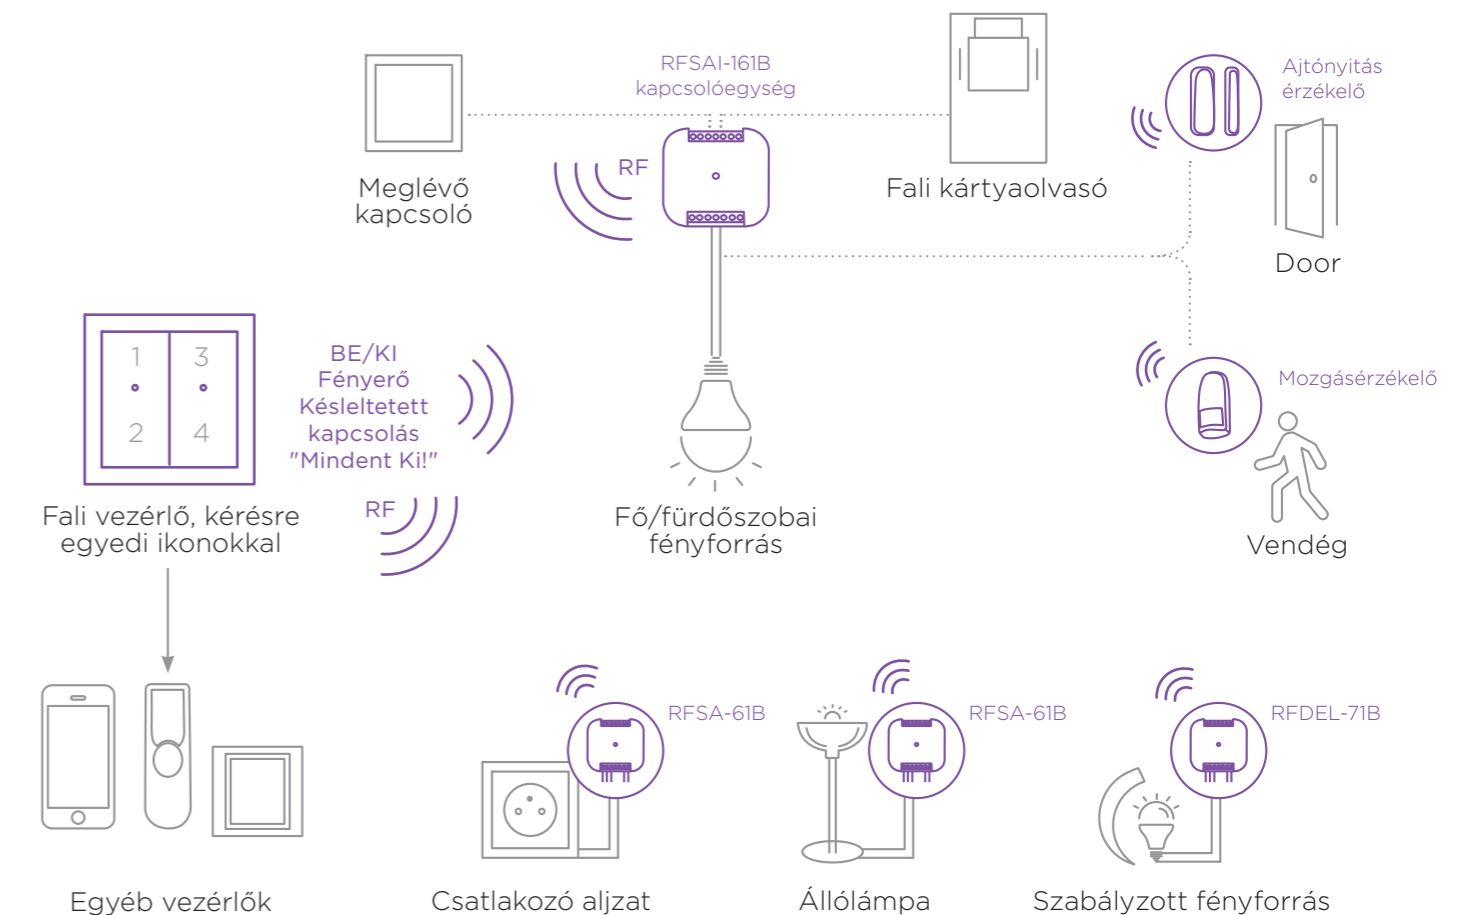 RFSAI-161B
kapcsolóegység
Ajtónyitás
érzékelő
RF
Meglévő
kapcsoló
Fali kártyaolvasó
Door
1
3
2
4
BE/KI
Fényerő
Késleltetett
kapcsolás
"Mindent Ki!"
Mozgásérzékelő
RF
Fali vezérlő, kérésre
egyedi ikonokkal
Fő/fürdőszobai
fényforrás
Vendég
RFSA-61B
RFSA-61B
RFDEL-71B
Egyéb vezérlők
Csatlakozó aljzat
Állólámpa
Szabályzott fényforrás